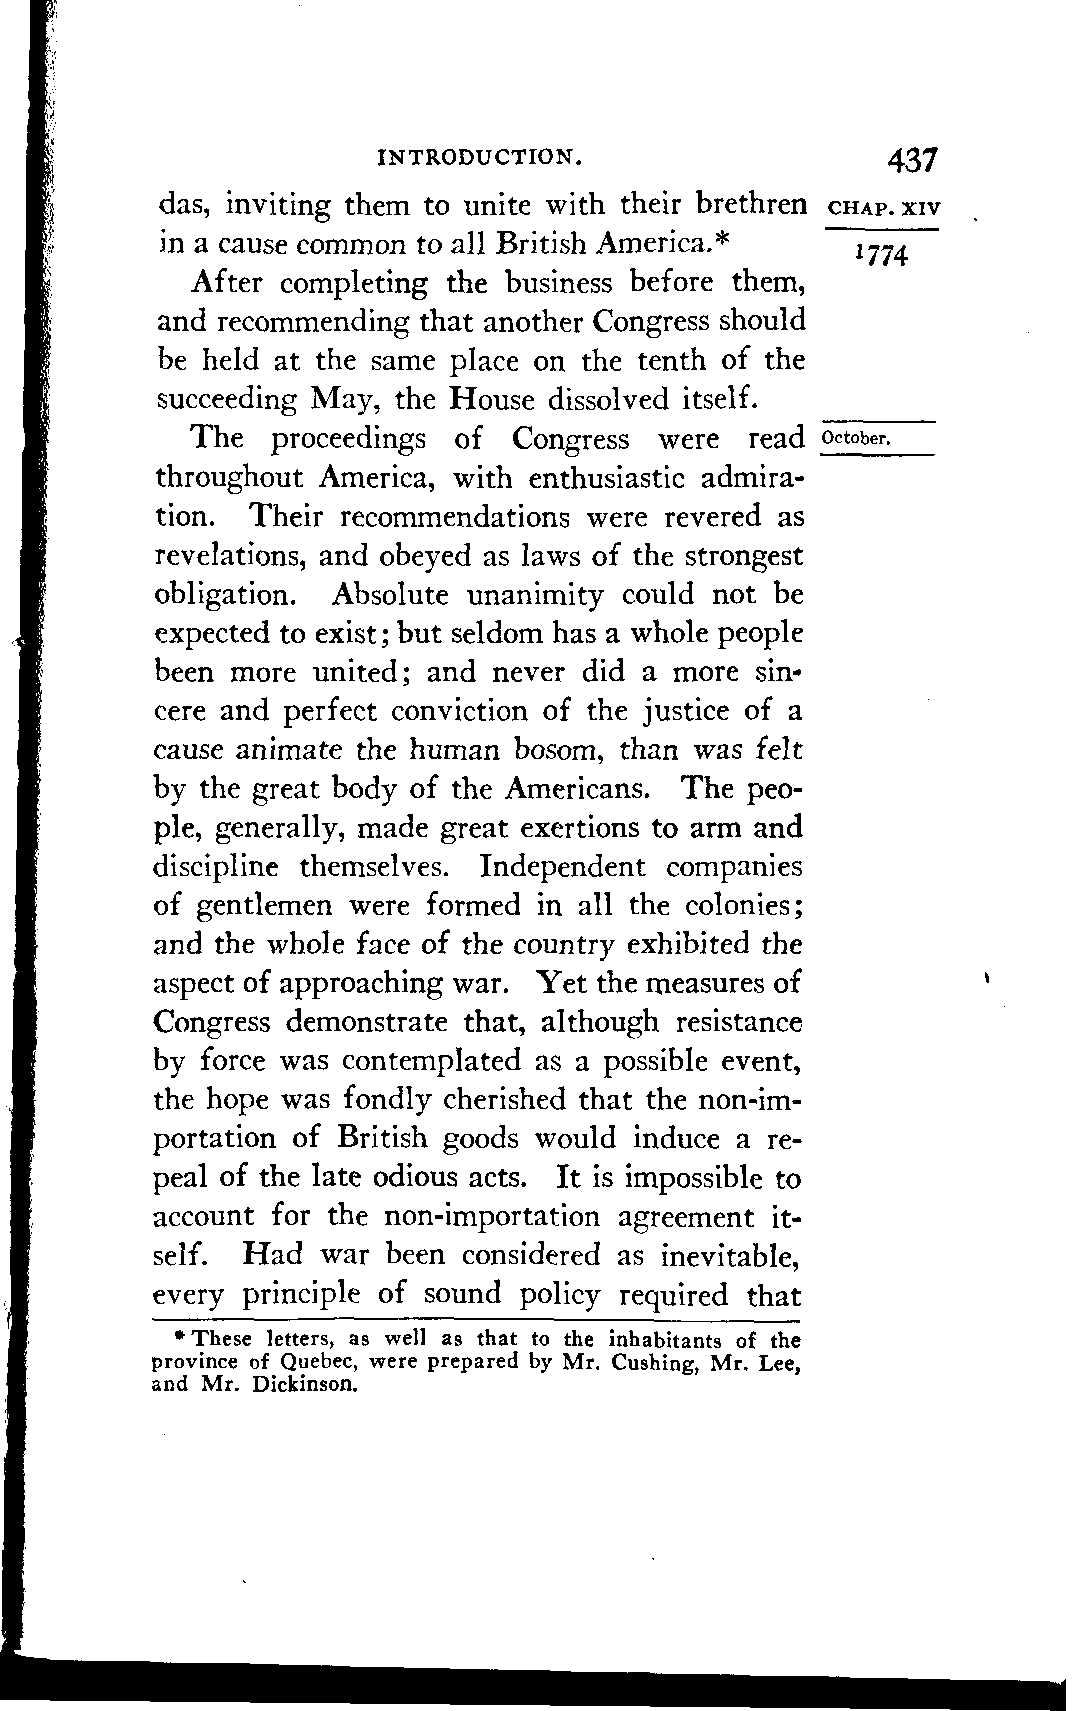 INTRODUCTION. 437
das, inviting them to unite with their brethren CHAP. XIV
in a cause common to all British America.* 1774
After completing the business before them,
and recommending that another Congress should
be held at the same place on the tenth of the
succeeding May, the House dissolved itself.
The proceedings of Congress were read October.
throughout America, with enthusiastic admira-
tion. Their recommendations were revered as
revelations, and obeyed as laws of the strongest
obligation. Absolute unanimity could not be
expected to exist; but seldom has a whole people
been more united; and never did a more sin-
cere and perfect conviction of the justice of a
cause animate the human bosom, than was felt
by the great body of the Americans. The peo-
ple, generally, made great exertions to arm and
discipline themselves. Independent companies
of gentlemen were formed in all the colonies;
and the whole face of the country exhibited the
aspect of approaching war. Yet the measures of
Congress demonstrate that, although resistance
by force was contemplated as a possible event,
the hope was fondly cherished that the non-im-
portation of British goods would induce a re-
peal of the late odious acts. It is impossible to
account for the non-importation agreement it-
self. Had war been considered as inevitable,
every principle of sound policy required that
* These letters, as well as that to the inhabitants of the
province of Quebec, were prepared by Mr. Cushing, Mr. Lee,
and Mr. Dickinson.